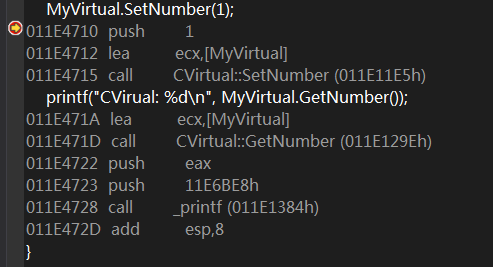 MyVirtual.SetNumber(1);
011E4710 push 1
011E4712 lea ecx,[MyVirtual]
011E4715 call CVirtual::SetNumber (011E11E5h)
printf("CVirual: %d\n", MyVirtual.GetNumber());
011E471A lea ecx,[MyVirtual]
011E471D call CVirtual::GetNumber (011E129Eh)
011E4722 push eax
011E4723 push 11E6BE8h
011E4728 call _printf (011E1384h)
011E472D add esp,8
}